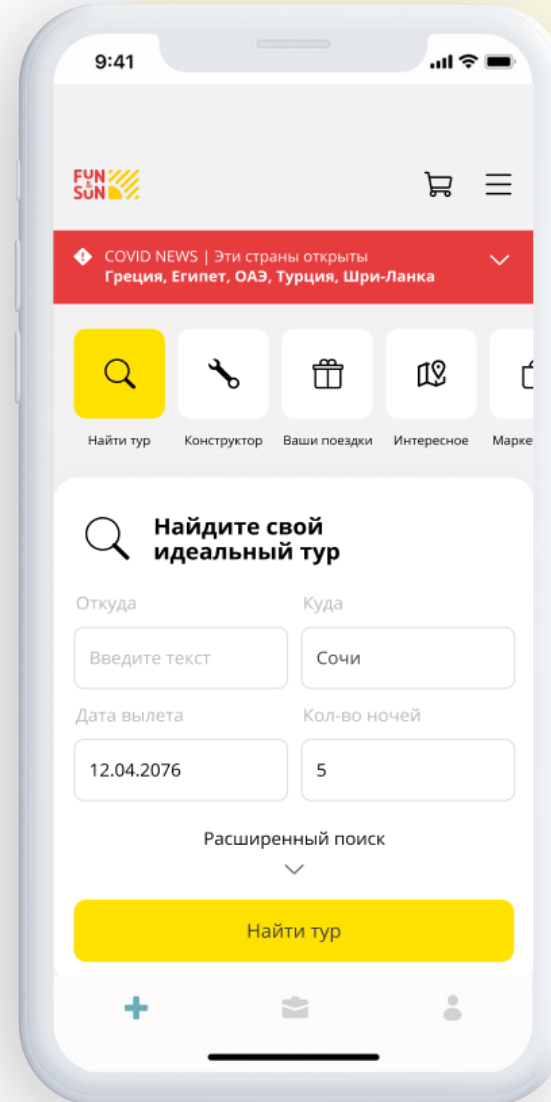 9:41
FUN
&
SUN
COVID NEWS | Эти страны открыты
Греция, Египет, ОАЭ, Турция, Шри-Ланка
Найти тур
Конструктор
Ваши поездки
Интересное
Марке
Найдите свой
идеальный тур
Откуда
Куда
Введите текст
Сочи
Дата вылета
Кол-во ночей
12.04.2076
5
Расширенный поиск
Найти тур